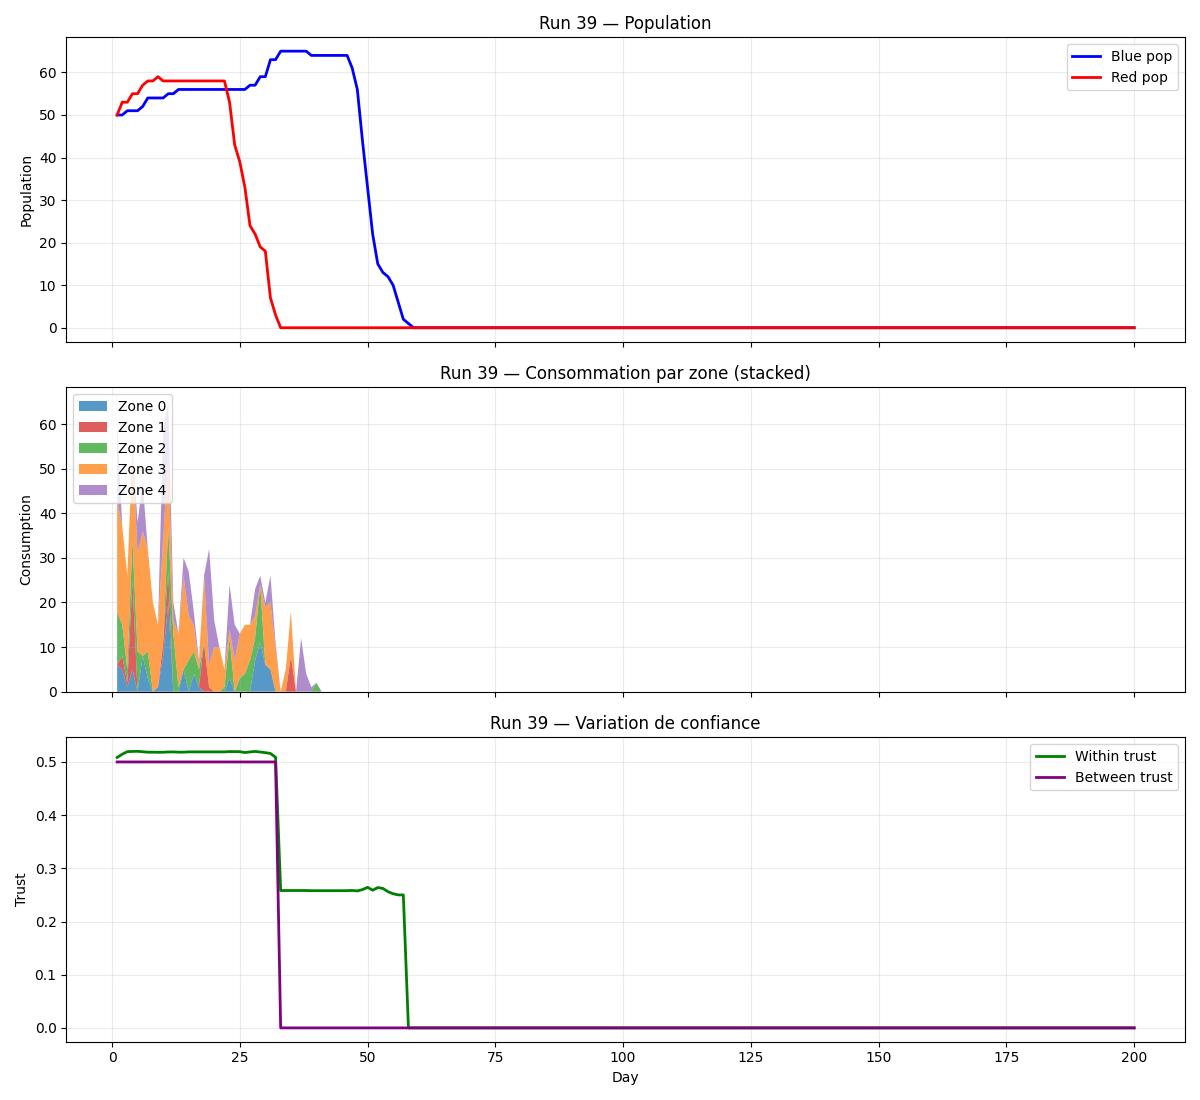 Run 39 — Population
Blue pop
Red pop
Population
60
50
40
30
20
10
0
Run 39 — Consommation par zone (stacked)
Zone 0
Zone 1
Zone 2
Zone 3
Zone 4
Consumption
60
50
40
30
20
10
0
Run 39 — Variation de confiance
Within trust
Between trust
Trust
0.5
0.4
0.3
0.2
0.1
0.0
0 25 50 75 100 125 150 175 200
Day